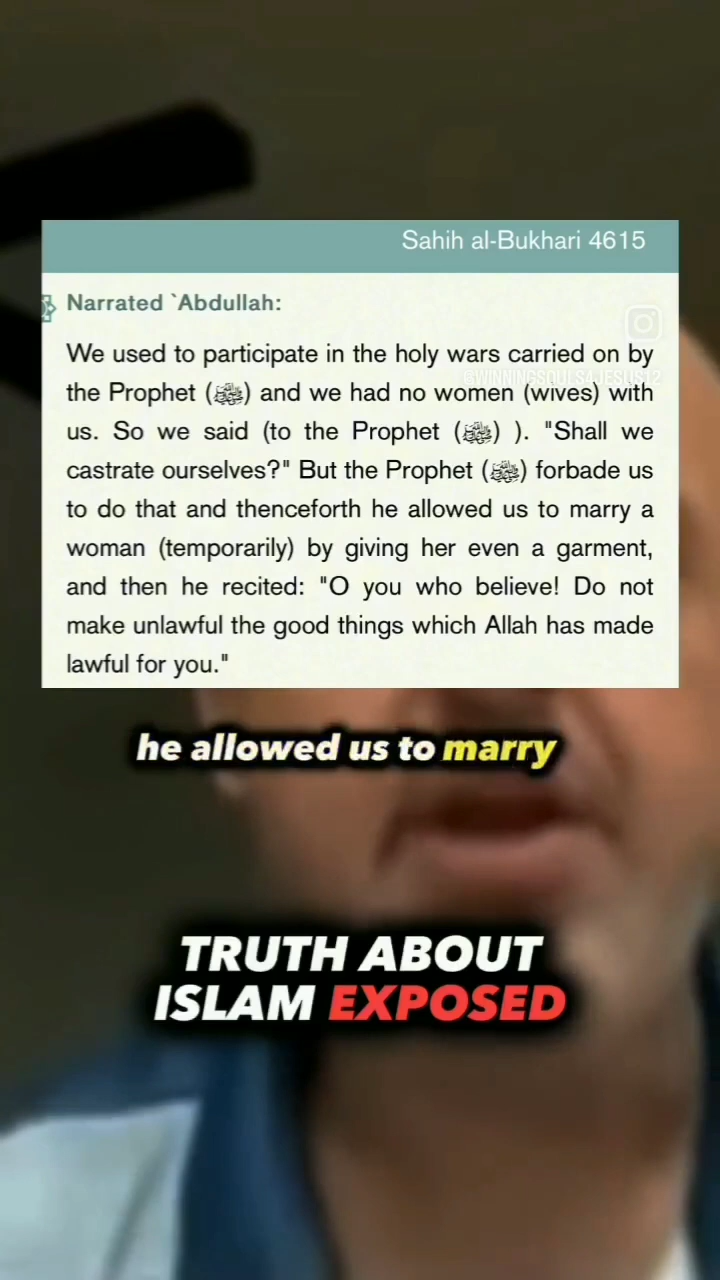 Sahih al-Bukhari 4615
Narrated `Abdullah:
We used to participate in the holy wars carried on by
the Prophet (ﷺ) and we had no women (wives) with
us. So we said (to the Prophet (ﷺ) ). "Shall we
castrate ourselves?" But the Prophet (ﷺ) forbade us
to do that and thenceforth he allowed us to marry a
woman (temporarily) by giving her even a garment,
and then he recited: "O you who believe! Do not
make unlawful the good things which Allah has made
lawful for you."
@WINNINGSOULS4JESUS12
he allowed us to marry
TRUTH ABOUT
ISLAM EXPOSED